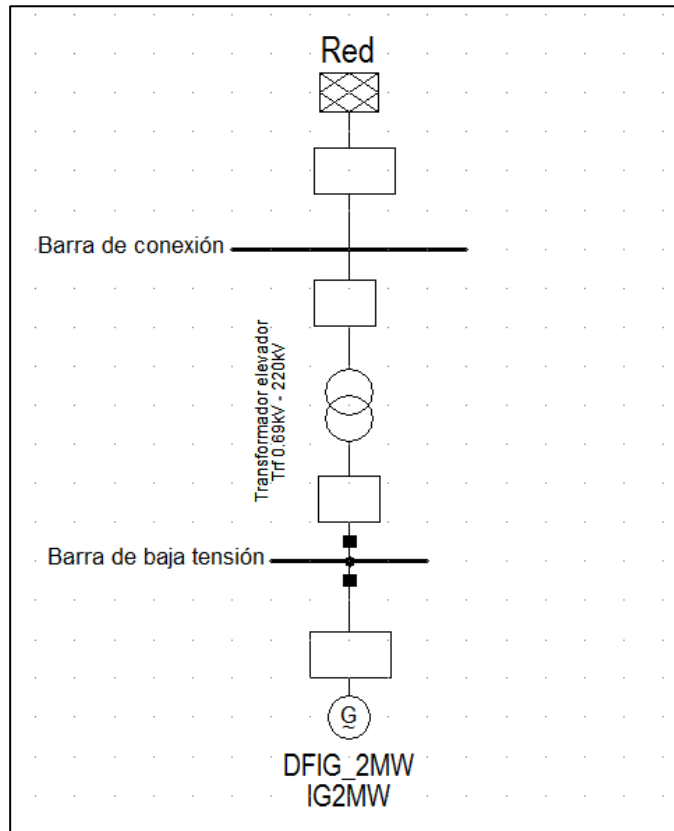 Red
Barra de conexión
Transformador elevador
Trf 0.69kV - 220kV
Barra de baja tensión
G
~
DFIG_2MW
IG2MW